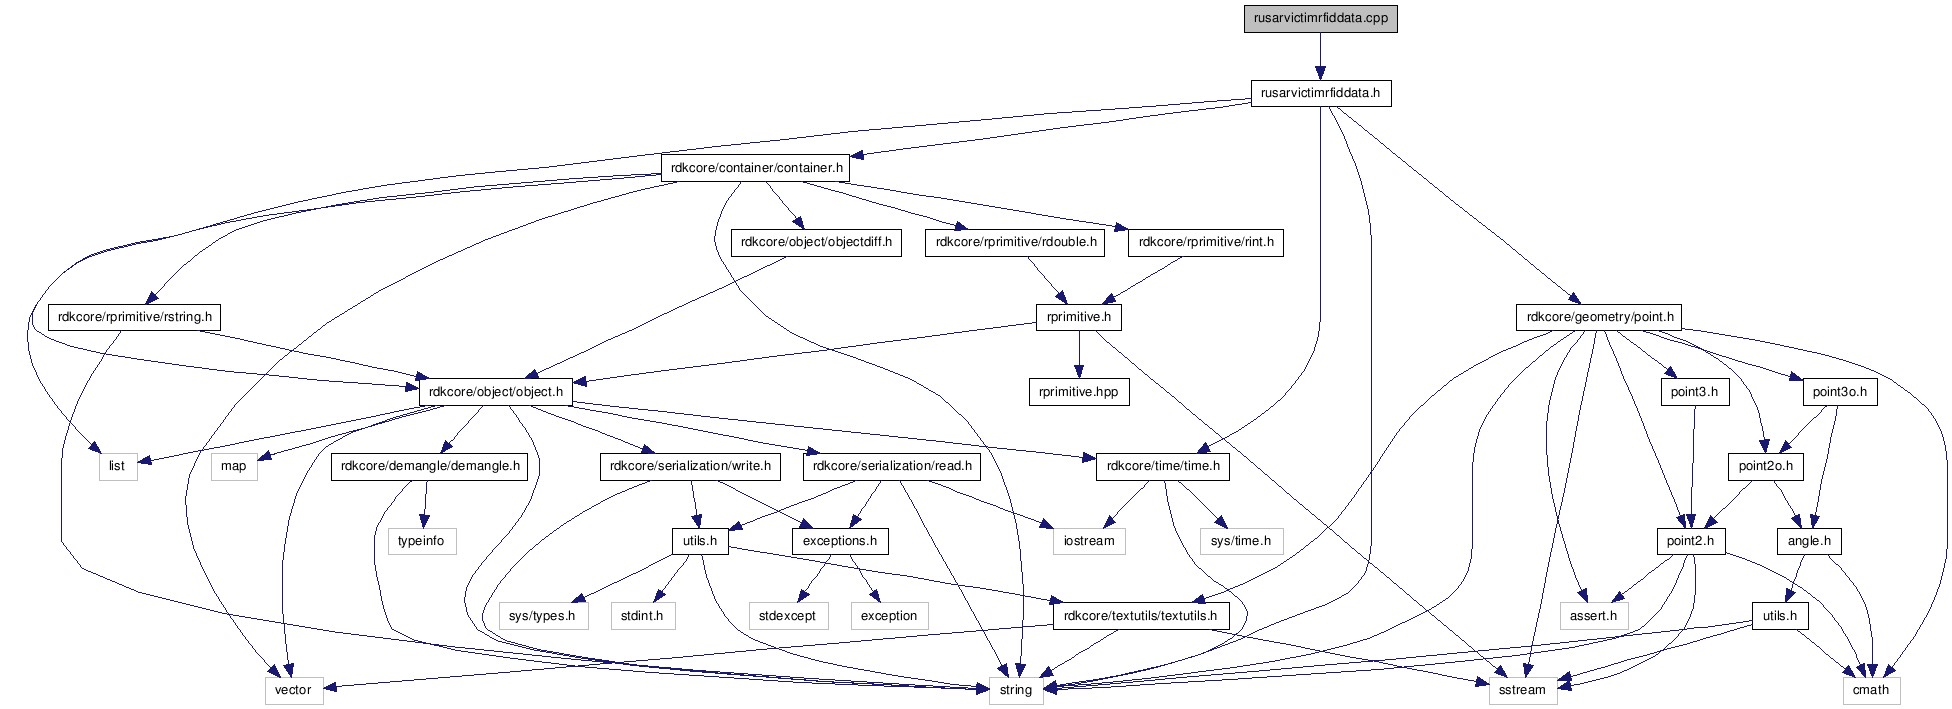 rusarvictimrfiddata.cpp
rusarvictimrfiddata.h
rdkcore/container/container.h
rdkcore/object/objectdiff.h
rdkcore/rprimitive/rdouble.h
rdkcore/rprimitive/rint.h
rdkcore/rprimitive/rstring.h
rprimitive.h
rdkcore/geometry/point.h
rdkcore/object/object.h
rprimitive.hpp
point3.h
point3o.h
list
map
rdkcore/demangle/demangle.h
rdkcore/serialization/write.h
rdkcore/serialization/read.h
rdkcore/time/time.h
point2o.h
typeinfo
utils.h
exceptions.h
iostream
sys/time.h
point2.h
angle.h
sys/types.h
stdint.h
stdexcept
exception
rdkcore/textutils/textutils.h
assert.h
utils.h
vector
string
sstream
cmath